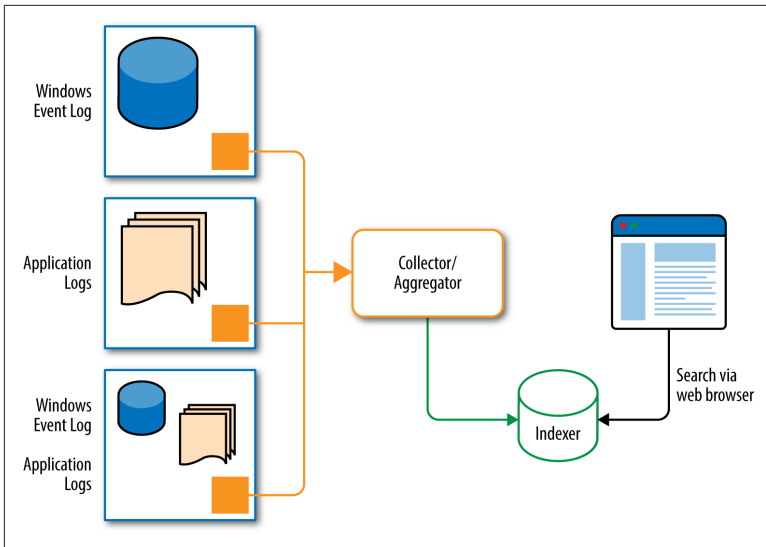 Windows
Event Log
Application
Logs
Windows
Event Log
Application
Logs
Collector/
Aggregator
Indexer
Search via
web browser